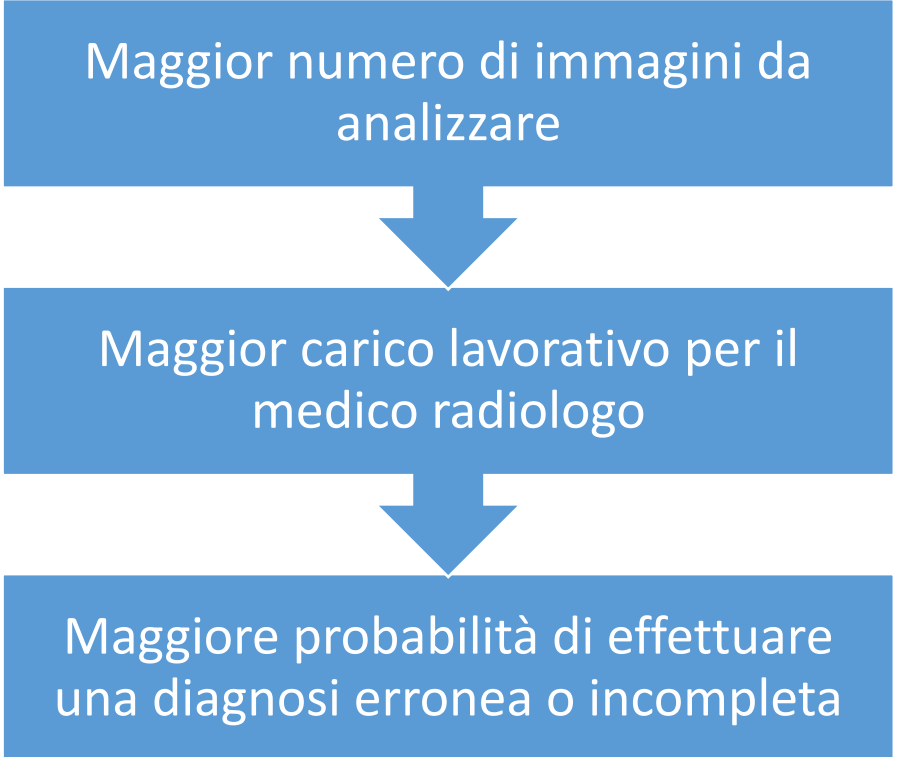 Maggior numero di immagini da
analizzare
Maggior carico lavorativo per il
medico radiologo
Maggiore probabilità di effettuare
una diagnosi erronea o incompleta